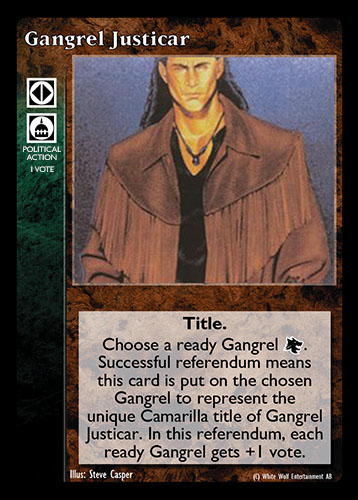 Gangrel Justicar
POLITICAL
ACTION
1 VOTE
Title.
Choose a ready Gangrel .
Successful referendum means
this card is put on the chosen
Gangrel to represent the
unique Camarilla title of Gangrel
Justicar. In this referendum, each
ready Gangrel gets +1 vote.
Illus: Steve Casper
(C) White Wolf Entertainment AB